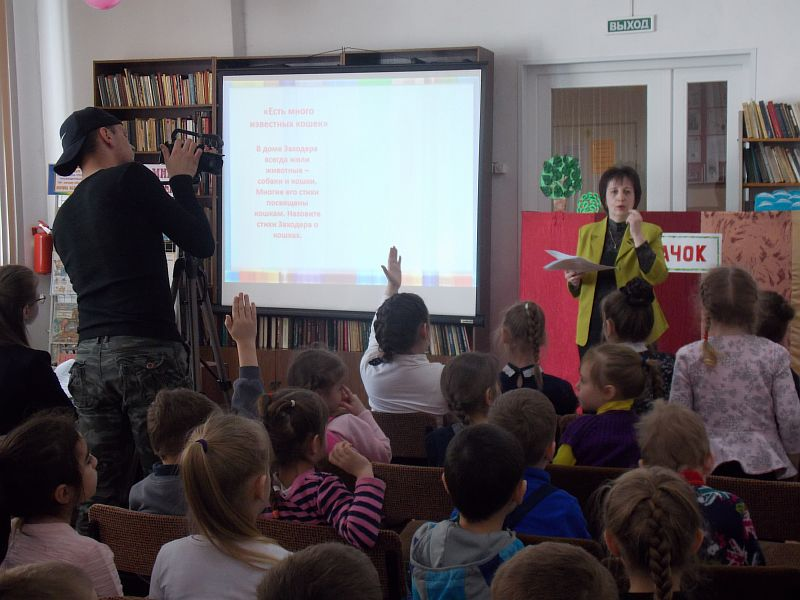 ВЫХОД
«Есть много
известных кошек»
В доме Заходера
всегда жили
животные –
собаки и кошки.
Многие его стихи
посвящены
кошкам. Назовите
стихи Заходера о
кошках.
АЧОК